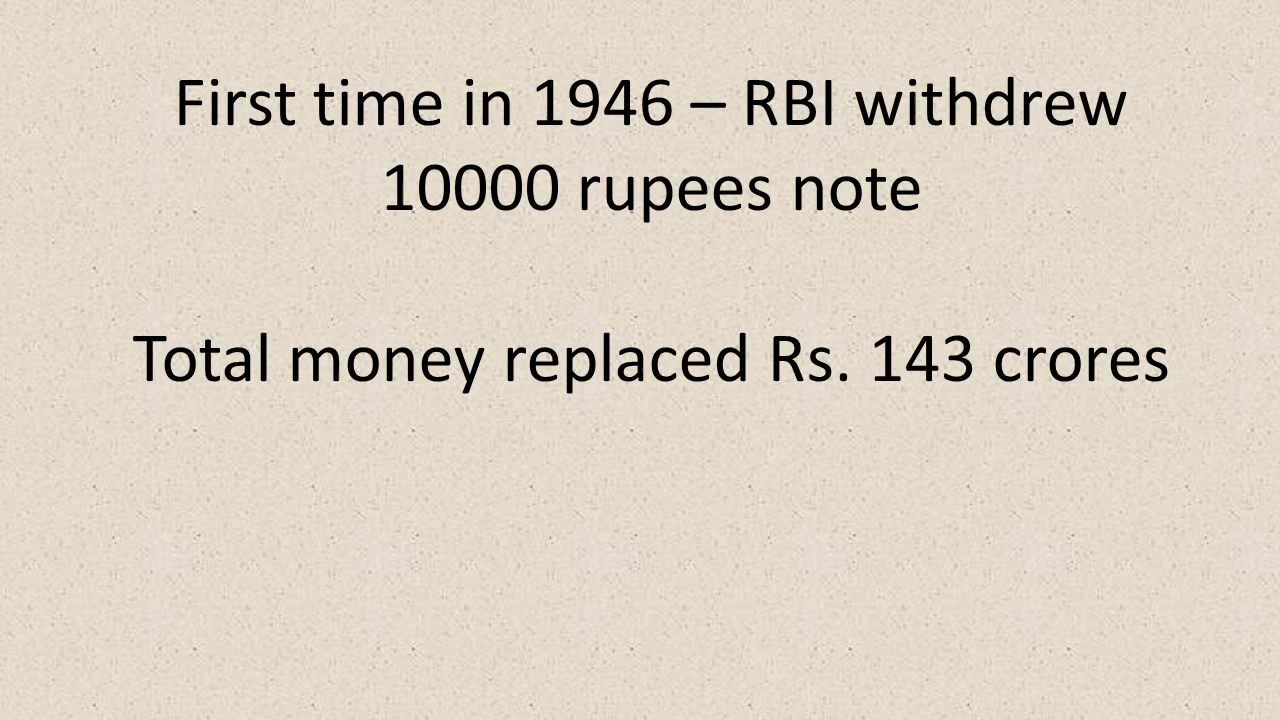 First time in 1946 – RBI withdrew
10000 rupees note
Total money replaced Rs. 143 crores